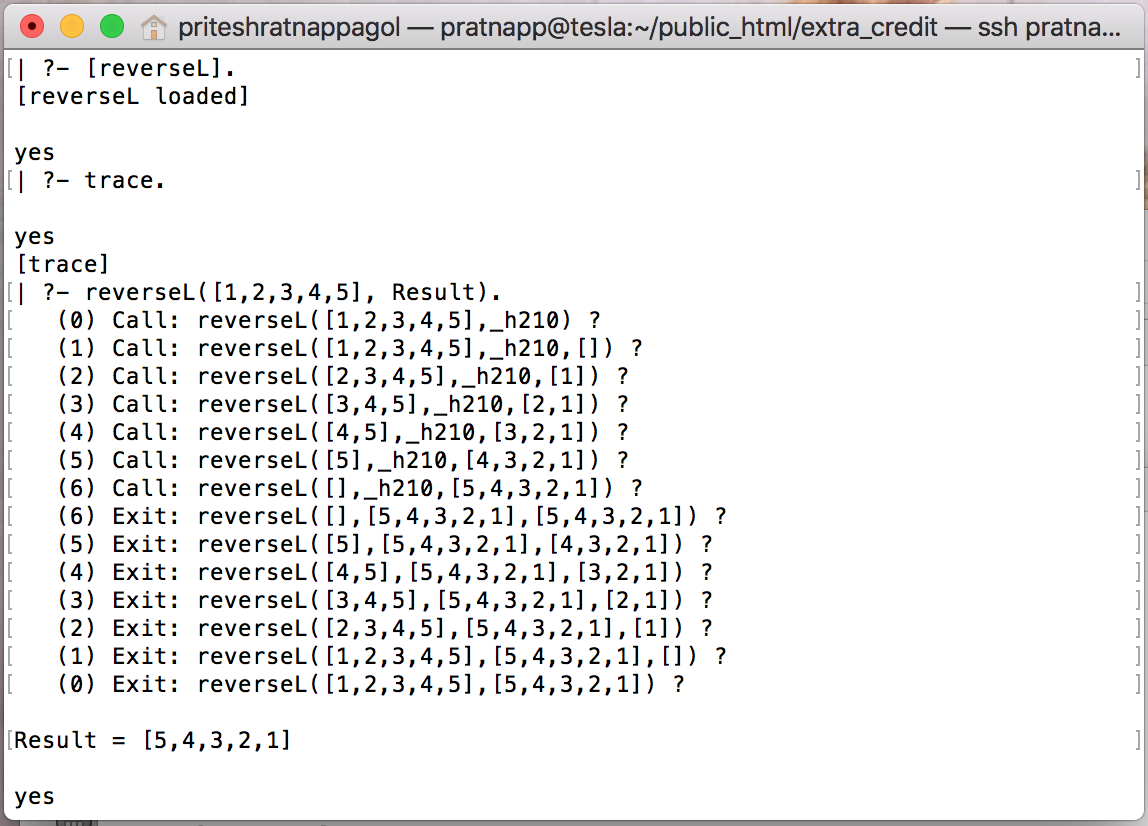 priteshratnappagol — pratnapp@tesla:~/public_html/extra_credit — ssh pratna...
[| ?- [reverseL]. ]
[reverseL loaded]
yes
[| ?- trace. ]
yes
[trace]
[| ?- reverseL([1,2,3,4,5], Result). ]
[ (0) Call: reverseL([1,2,3,4,5],_h210) ? ]
[ (1) Call: reverseL([1,2,3,4,5],_h210,[]) ? ]
[ (2) Call: reverseL([2,3,4,5],_h210,[1]) ? ]
[ (3) Call: reverseL([3,4,5],_h210,[2,1]) ? ]
[ (4) Call: reverseL([4,5],_h210,[3,2,1]) ? ]
[ (5) Call: reverseL([5],_h210,[4,3,2,1]) ? ]
[ (6) Call: reverseL([],_h210,[5,4,3,2,1]) ? ]
[ (6) Exit: reverseL([],[5,4,3,2,1],[5,4,3,2,1]) ? ]
[ (5) Exit: reverseL([5],[5,4,3,2,1],[4,3,2,1]) ? ]
[ (4) Exit: reverseL([4,5],[5,4,3,2,1],[3,2,1]) ? ]
[ (3) Exit: reverseL([3,4,5],[5,4,3,2,1],[2,1]) ? ]
[ (2) Exit: reverseL([2,3,4,5],[5,4,3,2,1],[1]) ? ]
[ (1) Exit: reverseL([1,2,3,4,5],[5,4,3,2,1],[]) ? ]
[ (0) Exit: reverseL([1,2,3,4,5],[5,4,3,2,1]) ? ]
[Result = [5,4,3,2,1] ]
yes